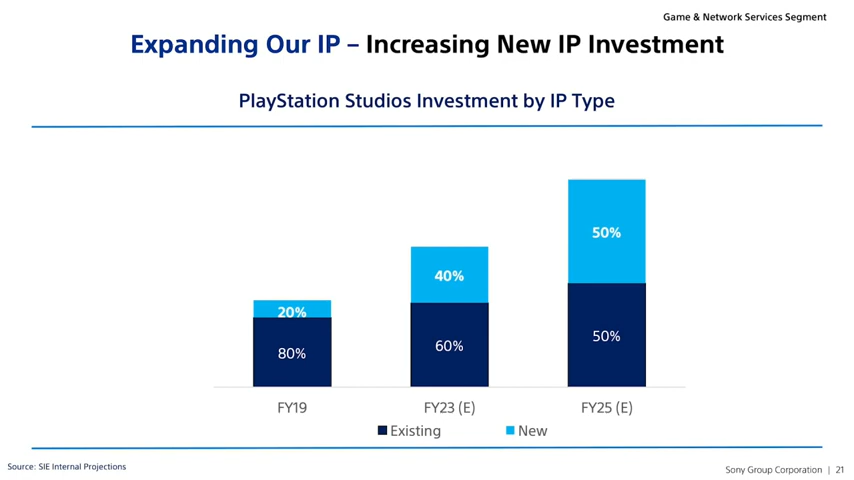 Game & Network Services Segment
Expanding Our IP – Increasing New IP Investment
PlayStation Studios Investment by IP Type
50%
40%
20%
50%
60%
80%
FY19 FY23 (E) FY25 (E)
Existing New
Source: SIE Internal Projections
Sony Group Corporation | 21